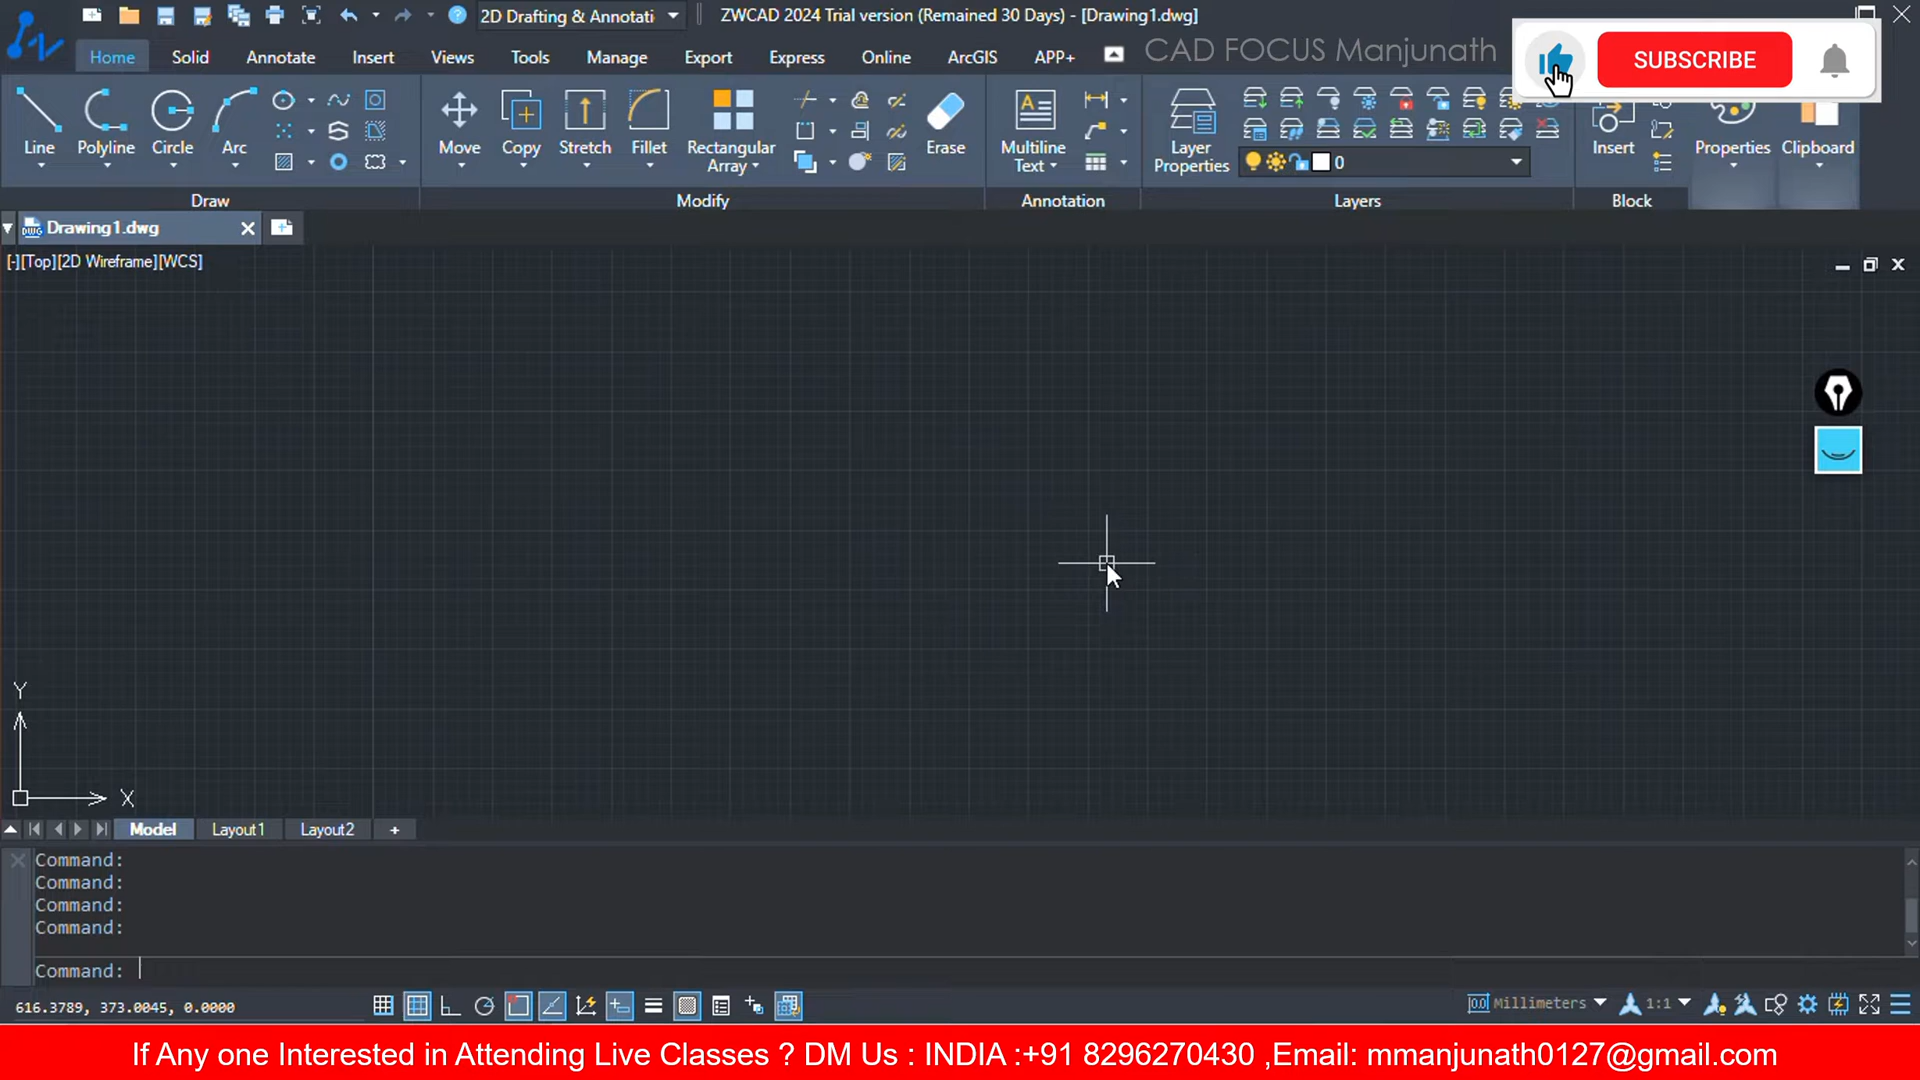 2D Drafting & Annotati
ZWCAD 2024 Trial version (Remained 30 Days) - [Drawing1.dwg]
Home Solid Annotate Insert Views Tools Manage Export Express Online ArcGIS APP+
CAD FOCUS Manjunath
SUBSCRIBE
Line Polyline Circle Arc
Move Copy Stretch Fillet Rectangular Array Erase
Multiline Text
Layer Properties
0
Insert Properties Clipboard
Draw Modify Annotation Layers Block
Drawing1.dwg
[-][Top][2D Wireframe][WCS]
Y
X
Model Layout1 Layout2 +
Command:
Command:
Command:
Command:
Command:
616.3789, 373.0045, 0.0000
Millimeters 1:1
If Any one Interested in Attending Live Classes ? DM Us : INDIA :+91 8296270430 ,Email: mmanjunath0127@gmail.com